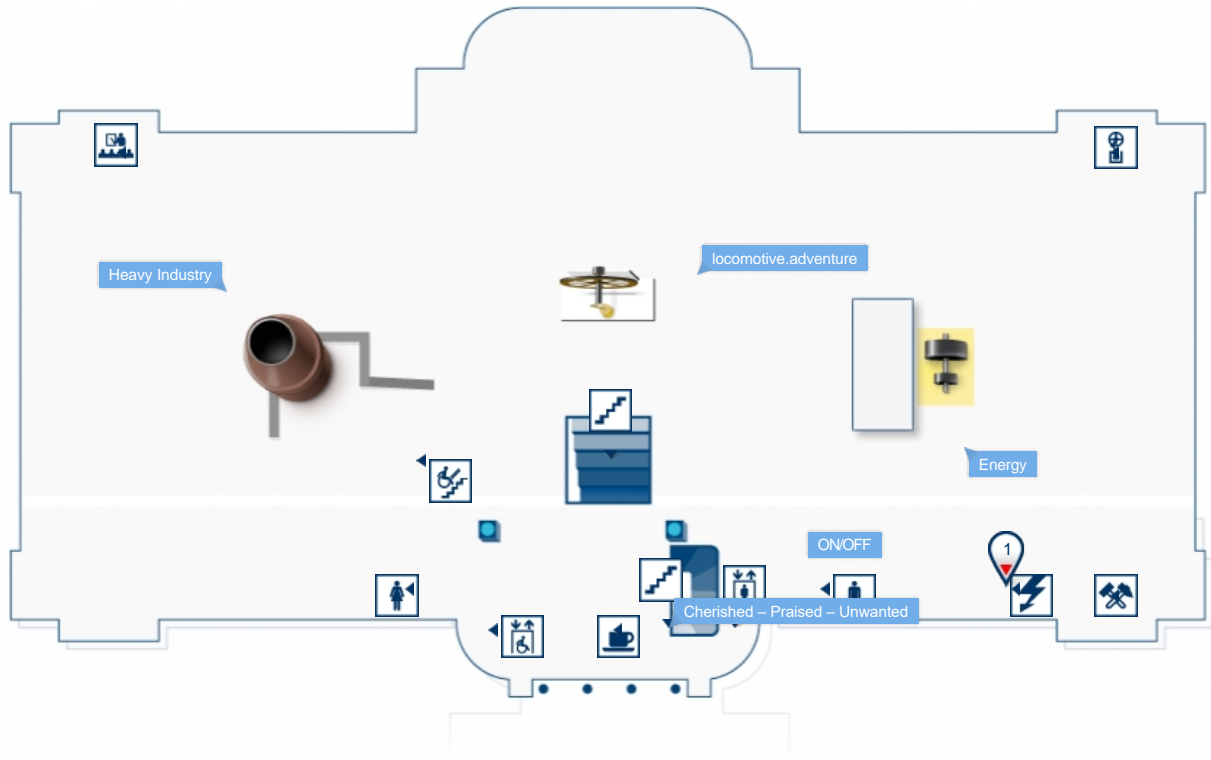 locomotive.adventure
Heavy Industry
Energy
ON/OFF
1
Cherished – Praised – Unwanted